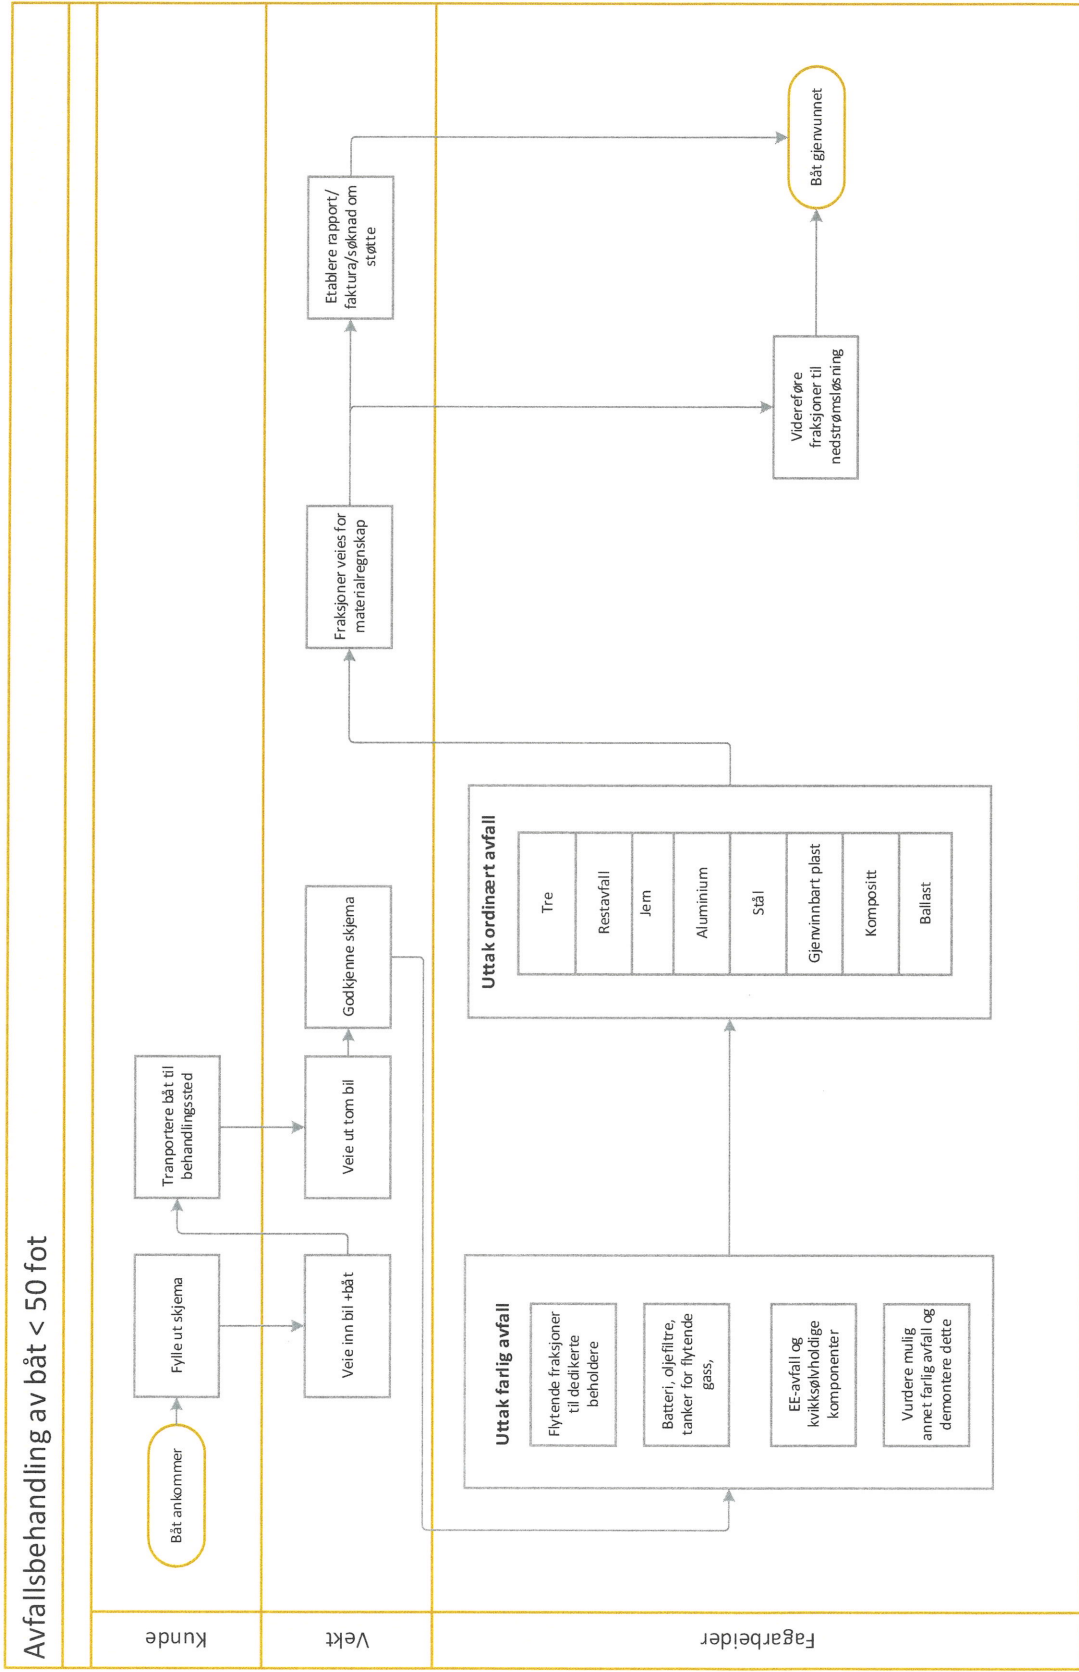 Avfallsbehandling av båt < 50 fot
Kunde
Båt ankommer
Fylle ut skjema
Tranportere båt til
behandlingssted
Vekt
Veie inn bil +båt
Veie ut tom bil
Godkjenne skjema
Fraksjoner veies for
materialregnskap
Etablere rapport/
faktura/søknad om
støtte
Fagarbeider
Uttak farlig avfall
Flytende fraksjoner
til dedikerte
beholdere
Batteri, oljefiltre,
tanker for flytende
gass,
EE-avfall og
kvikksølvholdige
komponenter
Vurdere mulig
annet farlig avfall og
demontere dette
Uttak ordinært avfall
Tre
Restavfall
Jern
Aluminium
Stål
Gjenvinnbart plast
Kompositt
Ballast
Videreføre
fraksjoner til
nedstrømsløsning
Båt gjenvunnet